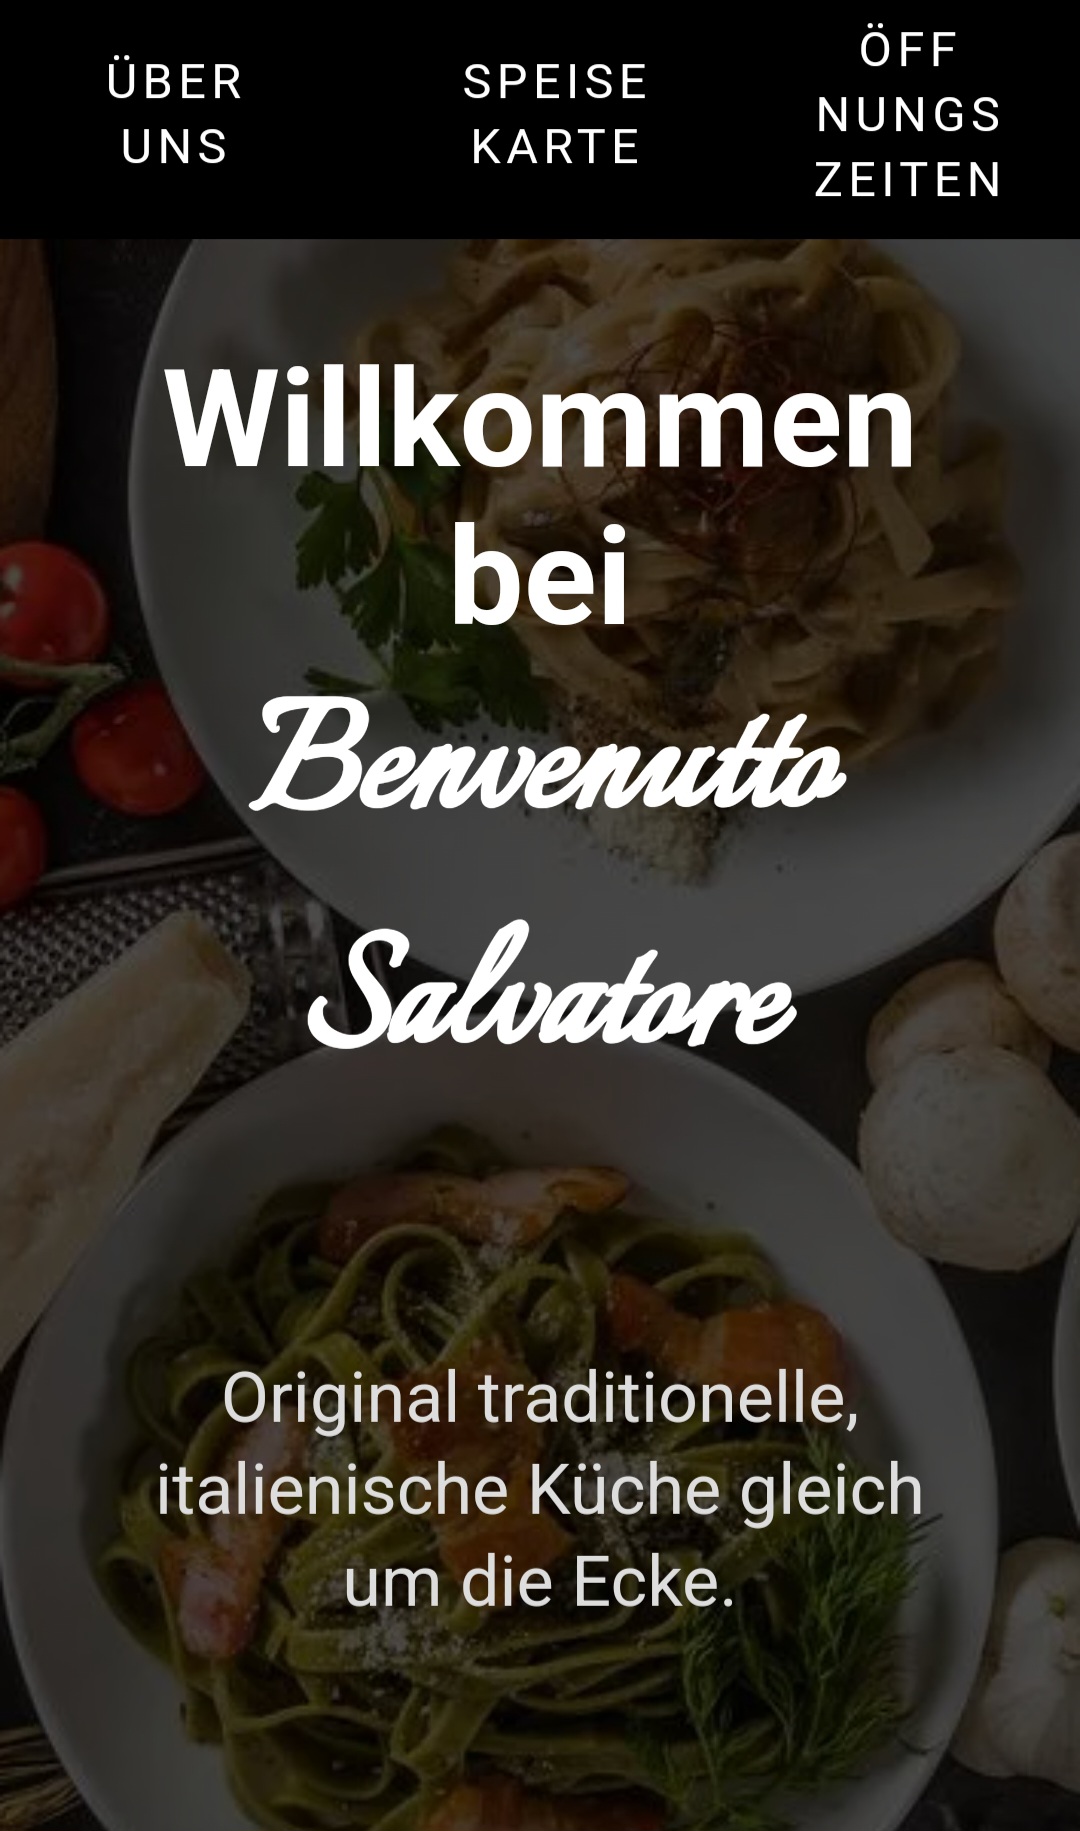 ÜBER
UNS
SPEISE
KARTE
ÖFF
NUNGS
ZEITEN
Willkommen
bei
Benvenutto
Salvatore
Original traditionelle,
italienische Küche gleich
um die Ecke.